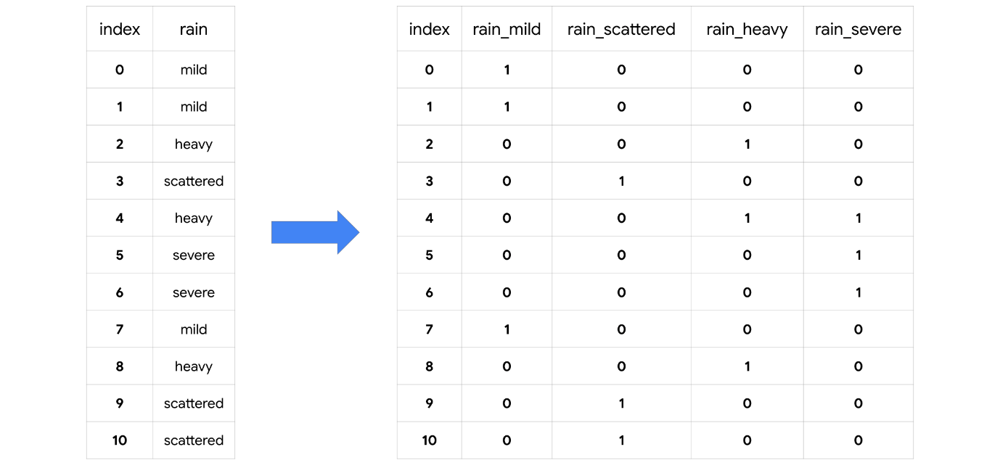 index rain
0 mild
1 mild
2 heavy
3 scattered
4 heavy
5 severe
6 severe
7 mild
8 heavy
9 scattered
10 scattered
index rain_mild rain_scattered rain_heavy rain_severe
0 1 0 0 0
1 1 0 0 0
2 0 0 1 0
3 0 1 0 0
4 0 0 1 1
5 0 0 0 1
6 0 0 0 1
7 1 0 0 0
8 0 0 1 0
9 0 1 0 0
10 0 1 0 0